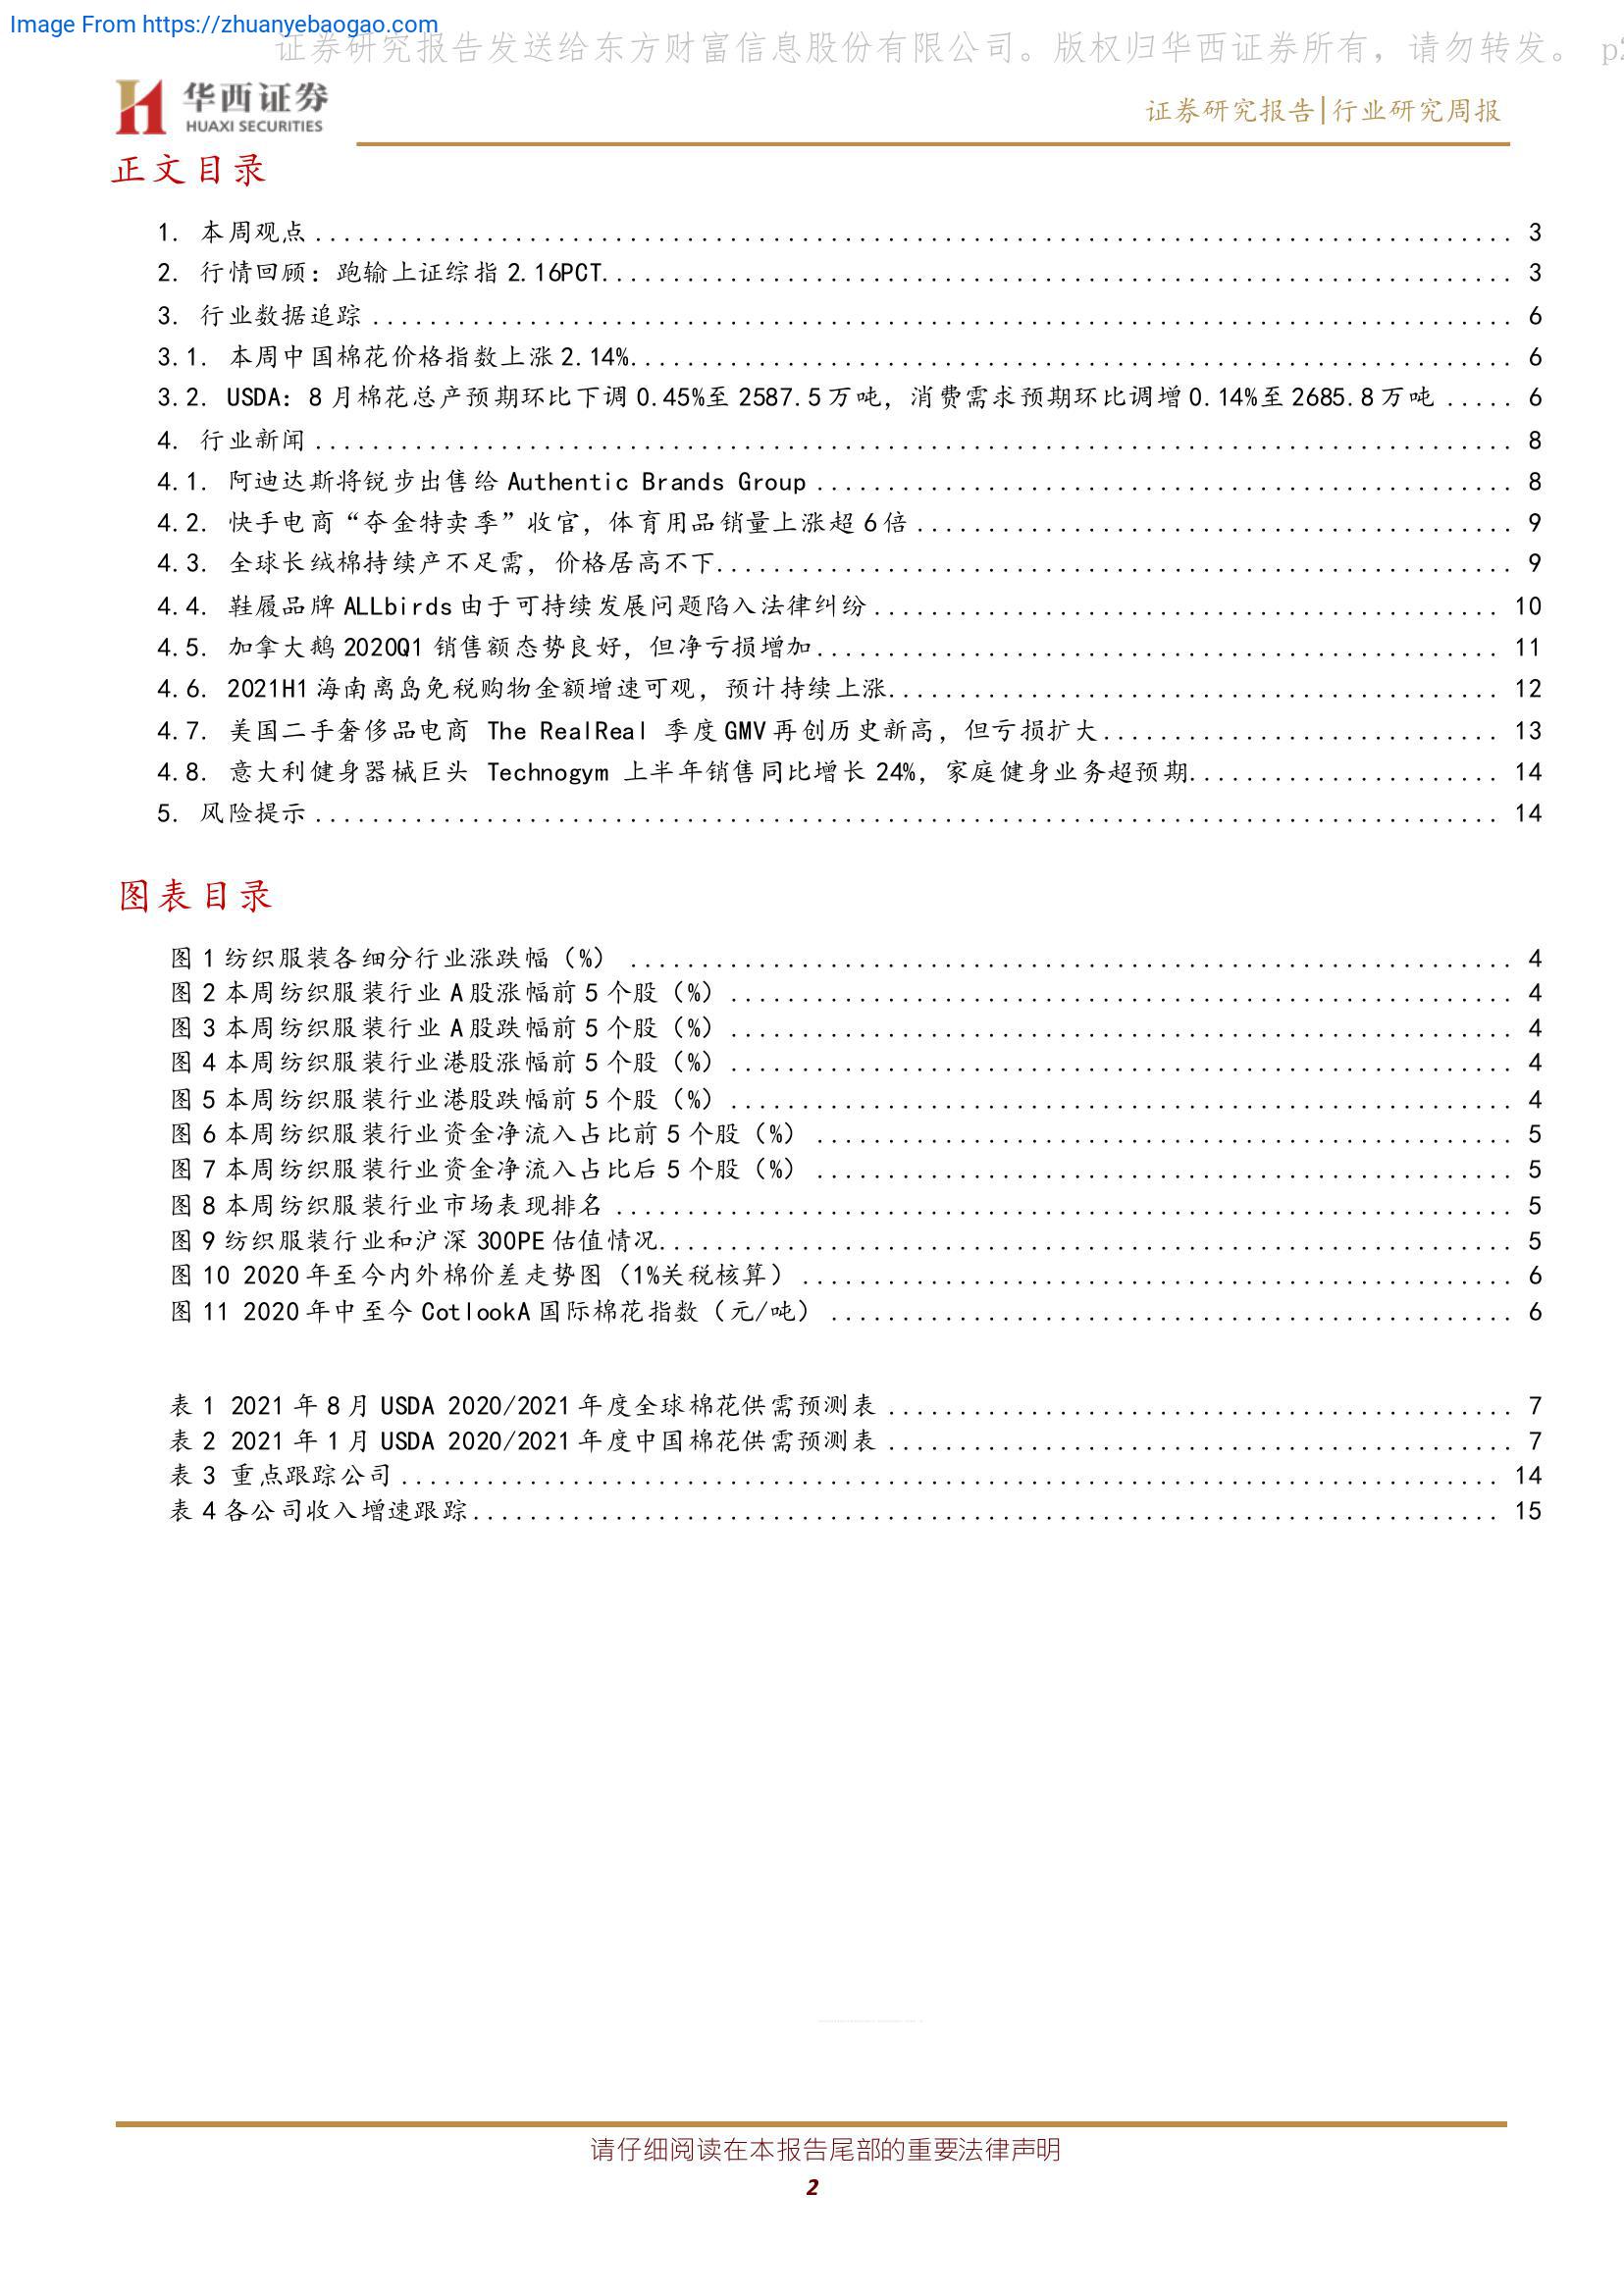 Image From https://zhuanyebaogao.com
证券研究报告发送给东方财富信息股份有限公司。版权归华西证券所有，请勿转发。 p2
华西证券
HUAXI SECURITIES
证券研究报告|行业研究周报
正文目录
1. 本周观点 ........ 3
2. 行情回顾：跑输上证综指 2.16PCT........ 3
3. 行业数据追踪 ........ 6
3.1. 本周中国棉花价格指数上涨 2.14%........ 6
3.2. USDA：8 月棉花总产预期环比下调 0.45%至 2587.5 万吨，消费需求预期环比调增 0.14%至 2685.8 万吨 ..... 6
4. 行业新闻 ........ 8
4.1. 阿迪达斯将锐步出售给 Authentic Brands Group ........ 8
4.2. 快手电商“夺金特卖季”收官，体育用品销量上涨超 6 倍 ........ 9
4.3. 全球长绒棉持续产不足需，价格居高不下........ 9
4.4. 鞋履品牌 ALLbirds 由于可持续发展问题陷入法律纠纷 ........ 10
4.5. 加拿大鹅 2020Q1 销售额态势良好，但净亏损增加........ 11
4.6. 2021H1 海南离岛免税购物金额增速可观，预计持续上涨........ 12
4.7. 美国二手奢侈品电商 The RealReal 季度 GMV 再创历史新高，但亏损扩大........ 13
4.8. 意大利健身器械巨头 Technogym 上半年销售同比增长 24%，家庭健身业务超预期........ 14
5. 风险提示 ........ 14
图表目录
图 1 纺织服装各细分行业涨跌幅（%） ........ 4
图 2 本周纺织服装行业 A 股涨幅前 5 个股（%） ........ 4
图 3 本周纺织服装行业 A 股跌幅前 5 个股（%） ........ 4
图 4 本周纺织服装行业港股涨幅前 5 个股（%） ........ 4
图 5 本周纺织服装行业港股跌幅前 5 个股（%） ........ 4
图 6 本周纺织服装行业资金净流入占比前 5 个股（%） ........ 5
图 7 本周纺织服装行业资金净流入占比后 5 个股（%） ........ 5
图 8 本周纺织服装行业市场表现排名 ........ 5
图 9 纺织服装行业和沪深 300PE 估值情况........ 5
图 10 2020 年至今内外棉价差走势图（1%关税核算） ........ 6
图 11 2020 年中至今 CotlookA 国际棉花指数（元/吨） ........ 6
表 1 2021 年 8 月 USDA 2020/2021 年度全球棉花供需预测表 ........ 7
表 2 2021 年 1 月 USDA 2020/2021 年度中国棉花供需预测表 ........ 7
表 3 重点跟踪公司 ........ 14
表 4 各公司收入增速跟踪........ 15
请仔细阅读在本报告尾部的重要法律声明
2